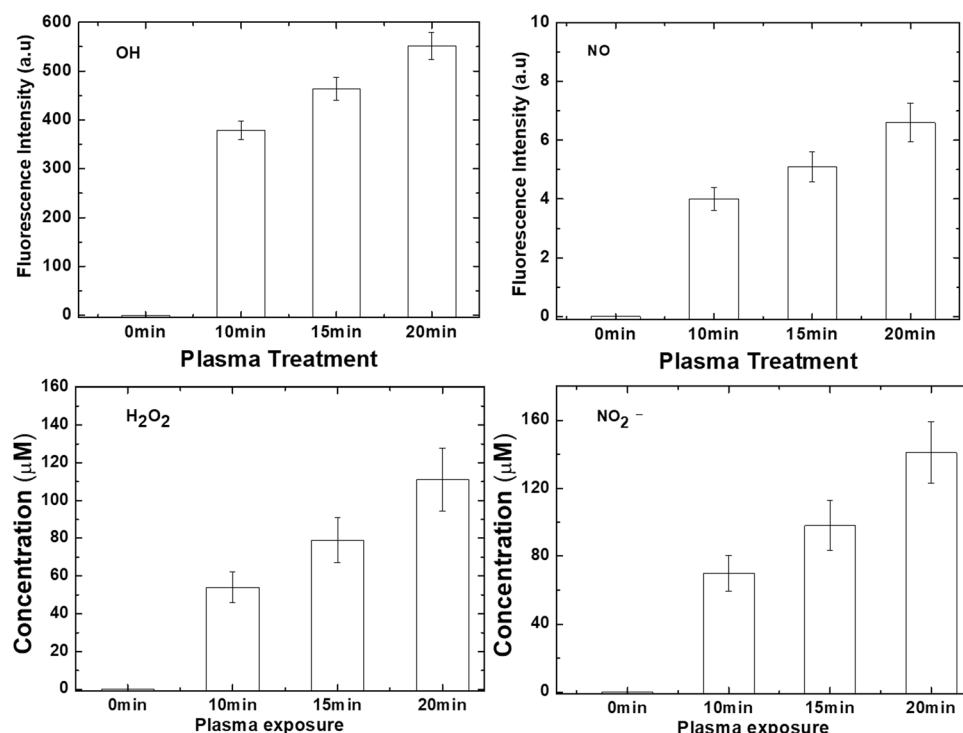 Fluorescence Intensity (a.u)
600
500
400
300
200
100
0
OH
0min 10min 15min 20min
Plasma Treatment
Fluorescence Intensity (a.u)
10
8
6
4
2
0
NO
0min 10min 15min 20min
Plasma Treatment
Concentration (μM)
160
140
120
100
80
60
40
20
0
H₂O₂
0min 10min 15min 20min
Plasma exposure
Concentration (μM)
160
120
80
40
0
NO₂⁻
0min 10min 15min 20min
Plasma exposure